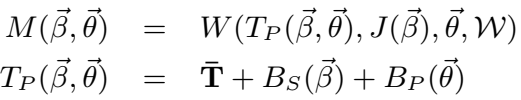 M(β⃗, θ⃗) = W(T_P(β⃗, θ⃗), J(β⃗), θ⃗, 𝒲)
T_P(β⃗, θ⃗) = T̄ + B_S(β⃗) + B_P(θ⃗)